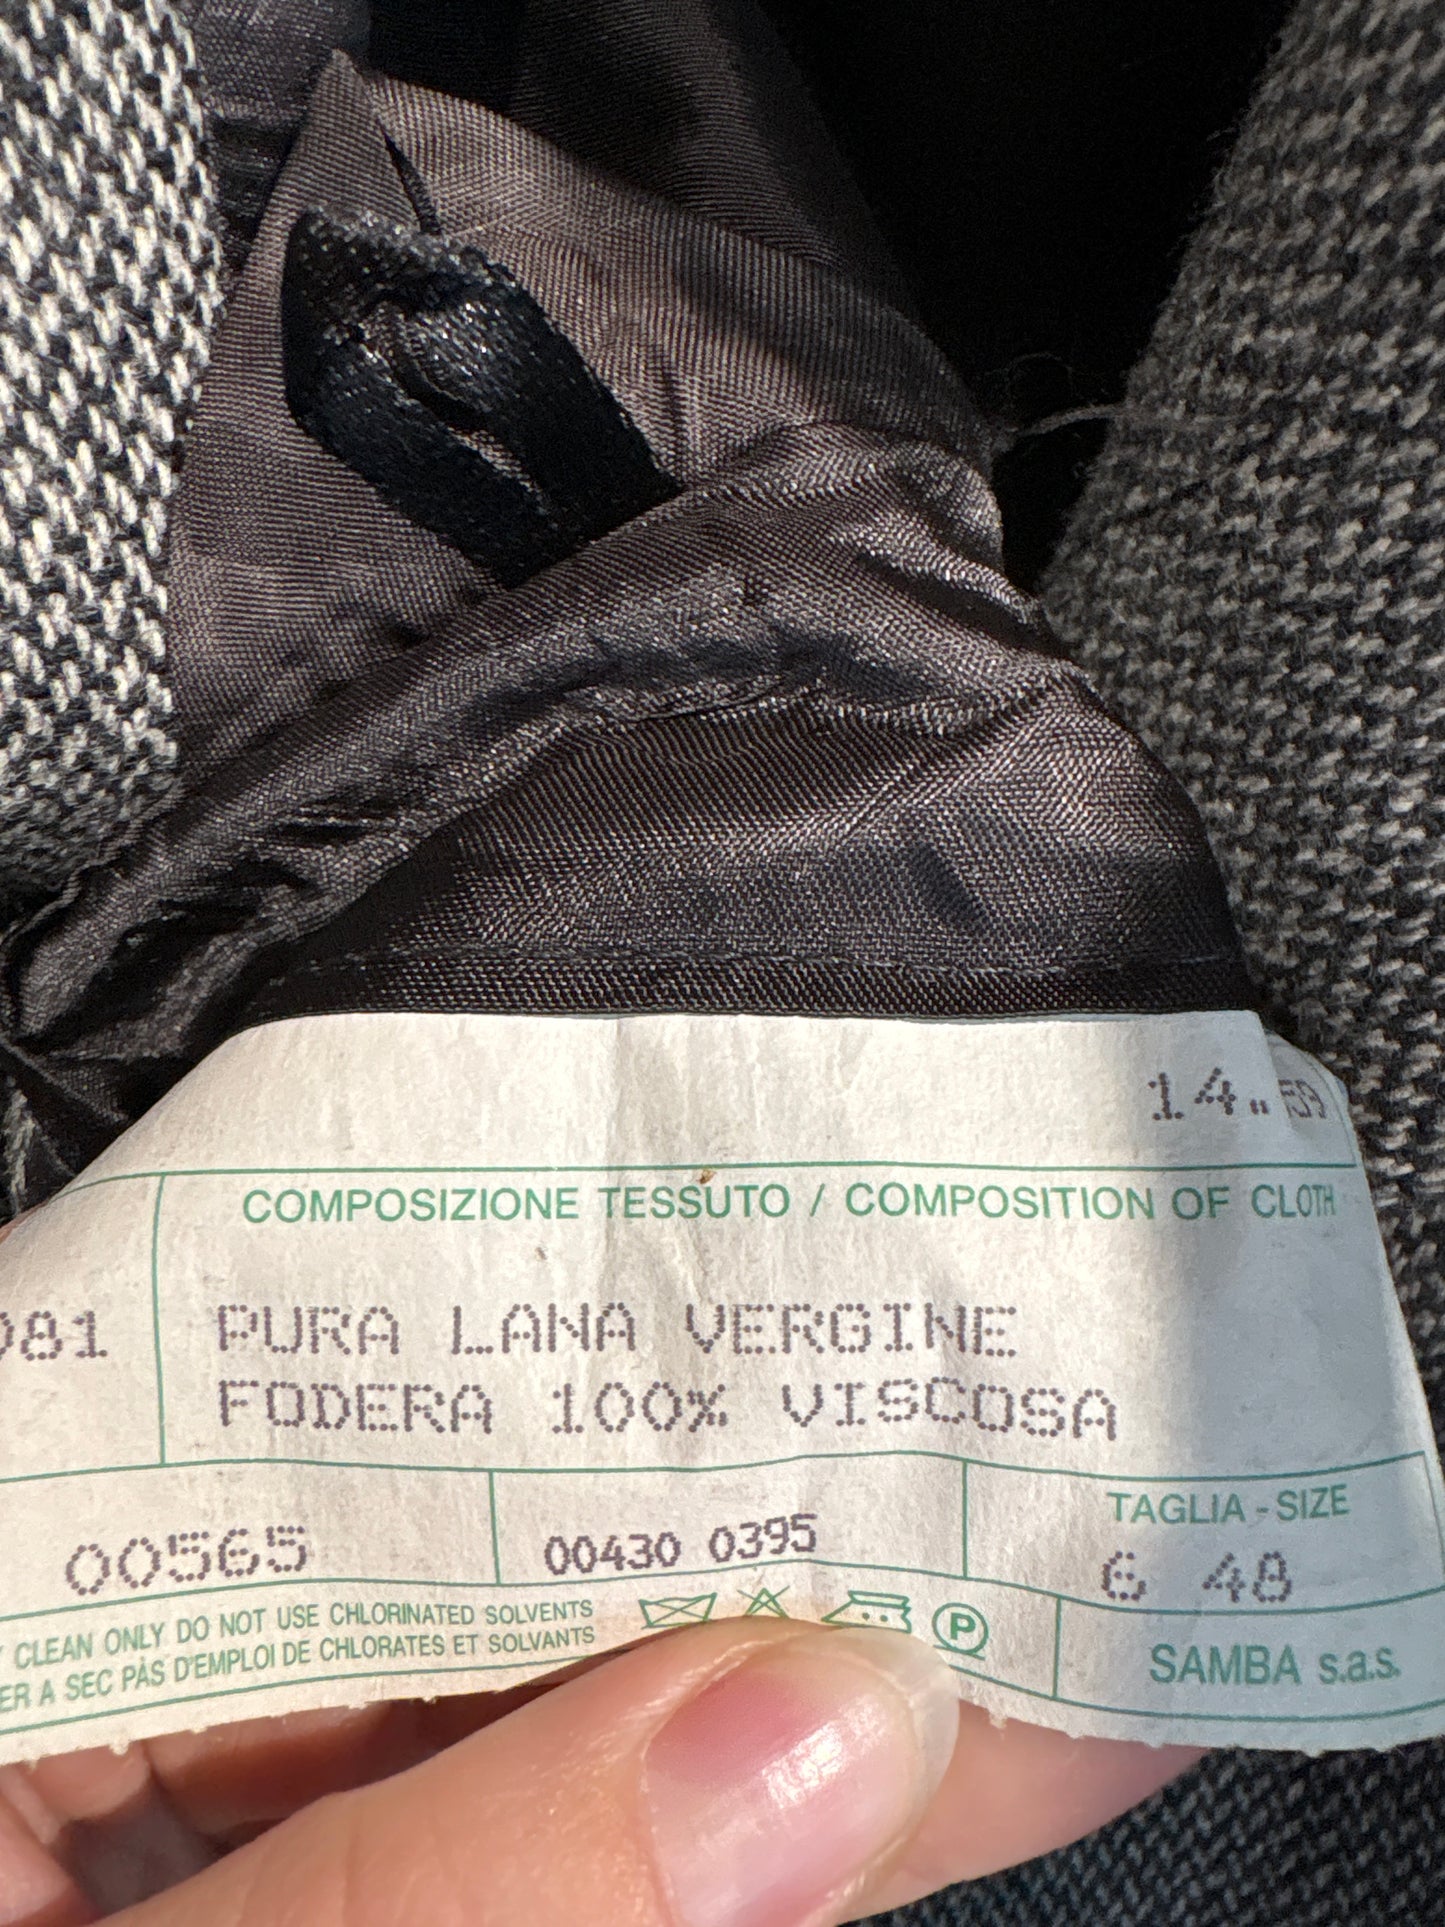 14.
COMPOSIZIONE TESSUTO / COMPOSITION OF CLOTH
081 PURA LANA VERGINE
FODERA 100% VISCOSA
TAGLIA - SIZE
00565 00430 0395 6 48
CLEAN ONLY DO NOT USE CHLORINATED SOLVENTS
A SEC PAS D'EMPLOI DE CHLORATES ET SOLVANTS
P
SAMBA s.a.s.